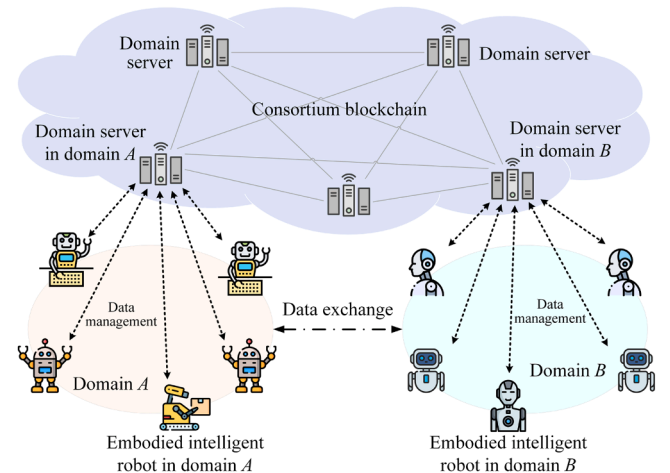 Domain
server
Domain server
Consortium blockchain
Domain server
in domain A
Domain server
in domain B
Data
management
Data exchange
Data
management
Domain A
Domain B
Embodied intelligent
robot in domain A
Embodied intelligent
robot in domain B